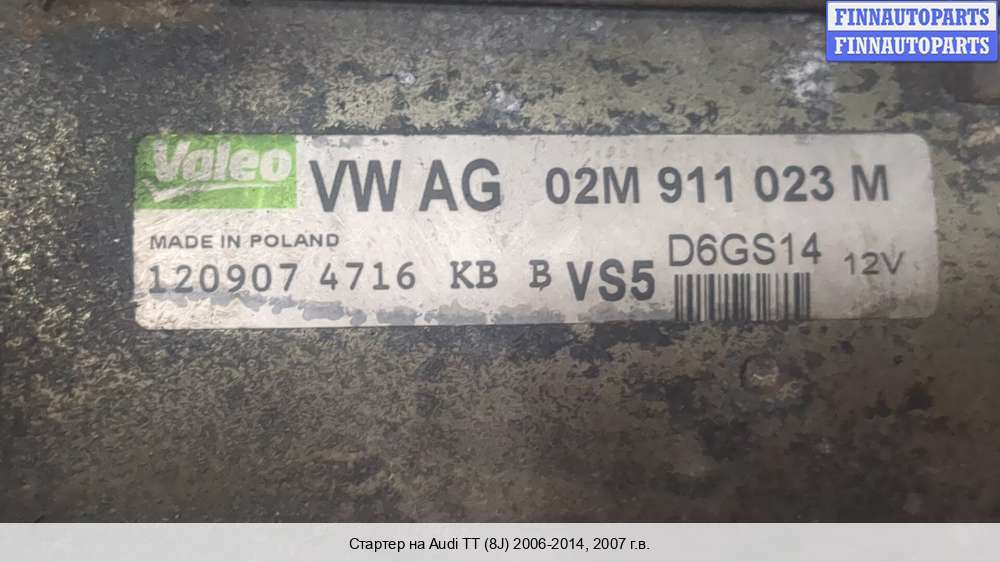 FINNAUTOPARTS
FINNAUTOPARTS
Valeo VW AG 02M 911 023 M
MADE IN POLAND D6GS14 12V
120907 4716 KB B VS5
Стартер на Audi TT (8J) 2006-2014, 2007 г.в.